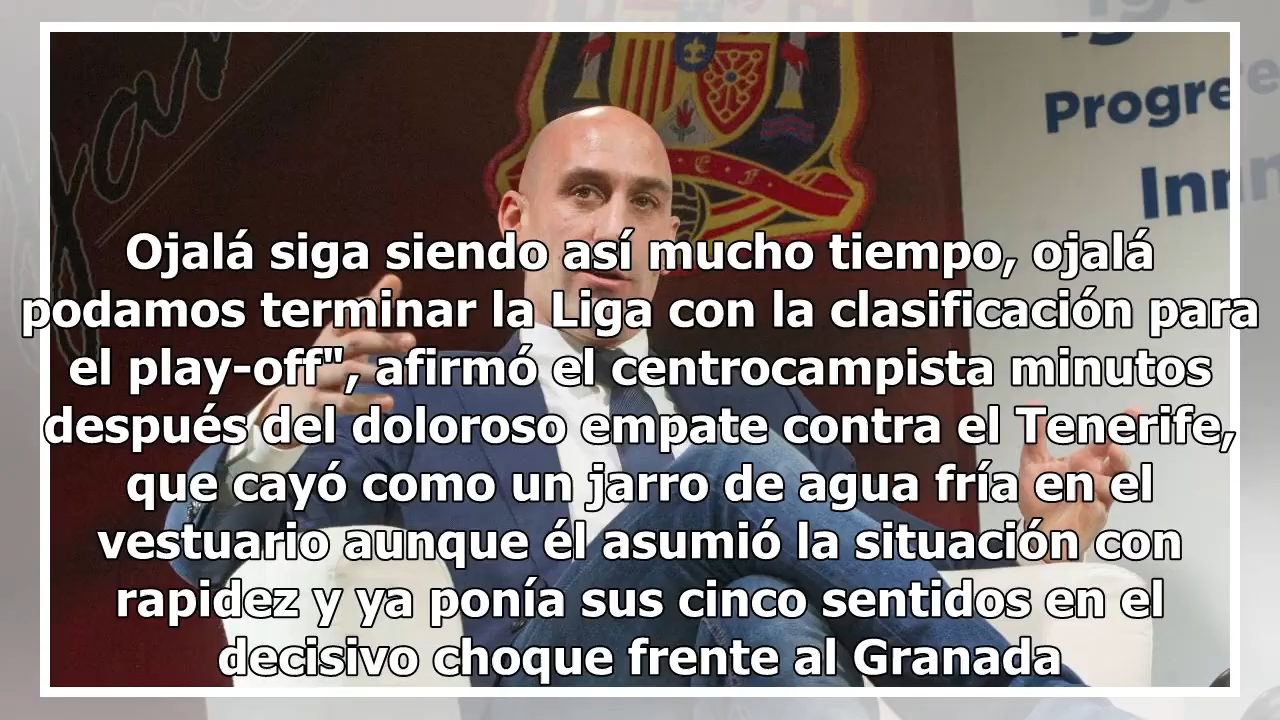 Progre
Inn
Ojalá siga siendo así mucho tiempo, ojalá
podamos terminar la Liga con la clasificación para
el play-off", afirmó el centrocampista minutos
después del doloroso empate contra el Tenerife,
que cayó como un jarro de agua fría en el
vestuario aunque él asumió la situación con
rapidez y ya ponía sus cinco sentidos en el
decisivo choque frente al Granada